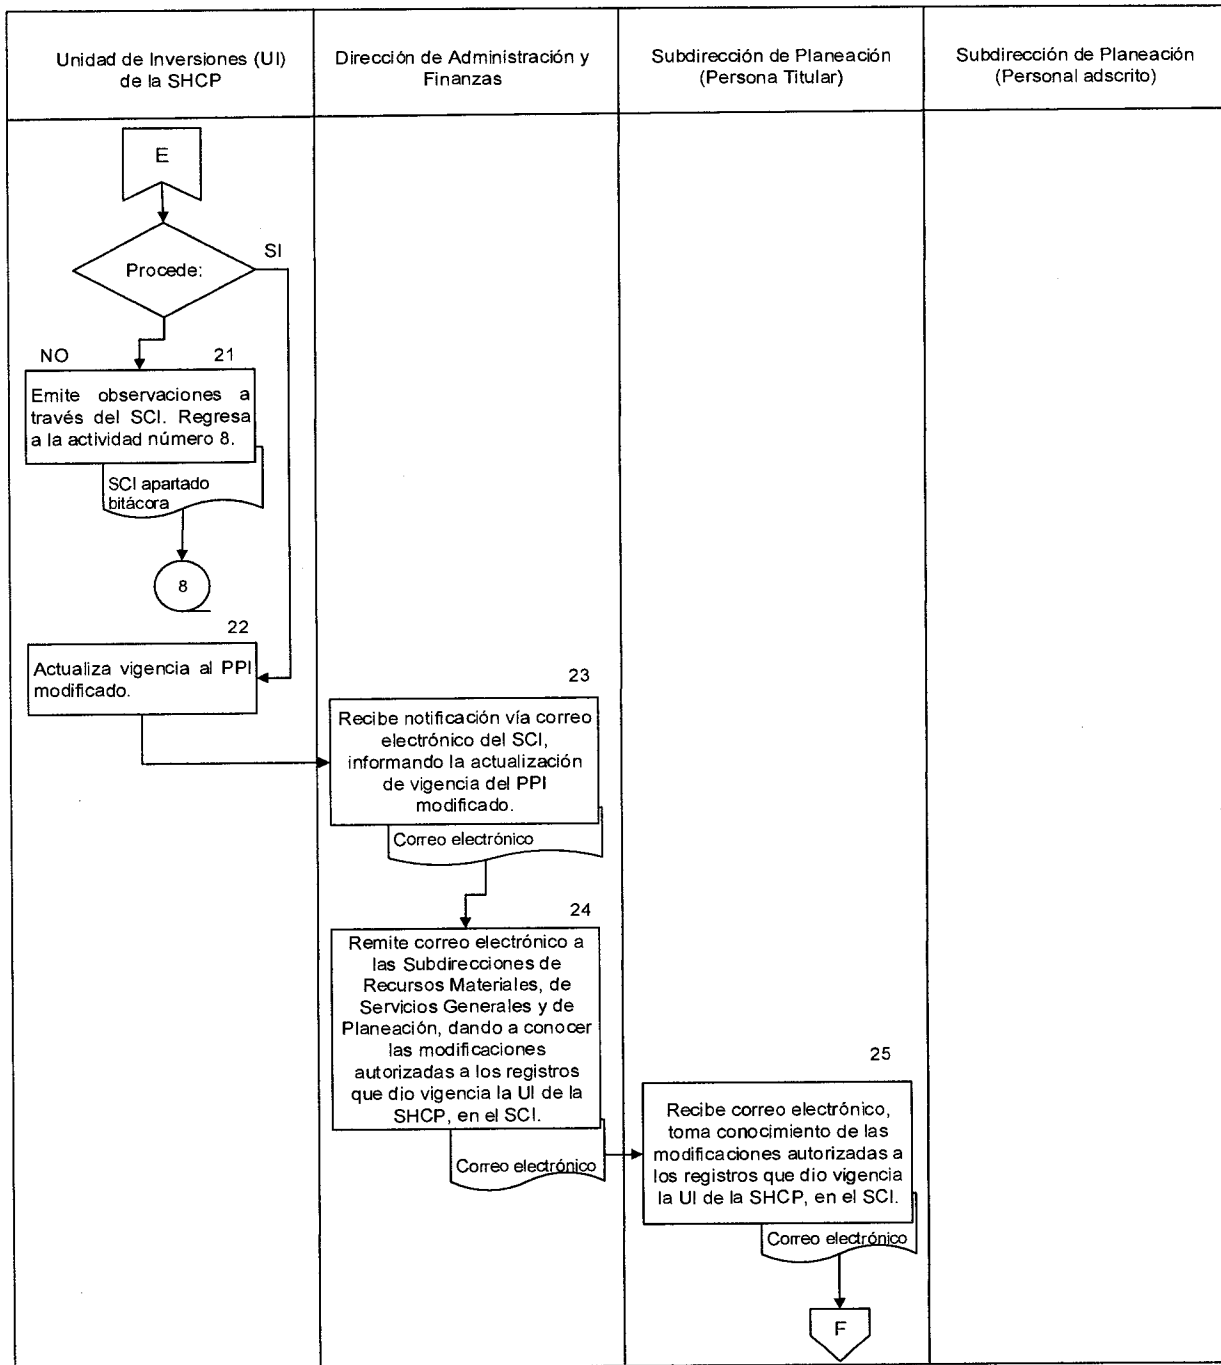 Unidad de Inversiones (UI)
de la SHCP
Dirección de Administración y
Finanzas
Subdirección de Planeación
(Persona Titular)
Subdirección de Planeación
(Personal adscrito)
E
Procede:
SI
NO
21
Emite observaciones a
través del SCI. Regresa
a la actividad número 8.
SCI apartado
bitácora
8
22
Actualiza vigencia al PPI
modificado.
23
Recibe notificación vía correo
electrónico del SCI,
informando la actualización
de vigencia del PPI
modificado.
Correo electrónico
24
Remite correo electrónico a
las Subdirecciones de
Recursos Materiales, de
Servicios Generales y de
Planeación, dando a conocer
las modificaciones
autorizadas a los registros
que dio vigencia la UI de la
SHCP, en el SCI.
Correo electrónico
25
Recibe correo electrónico,
toma conocimiento de las
modificaciones autorizadas a
los registros que dio vigencia
la UI de la SHCP, en el SCI.
Correo electrónico
F